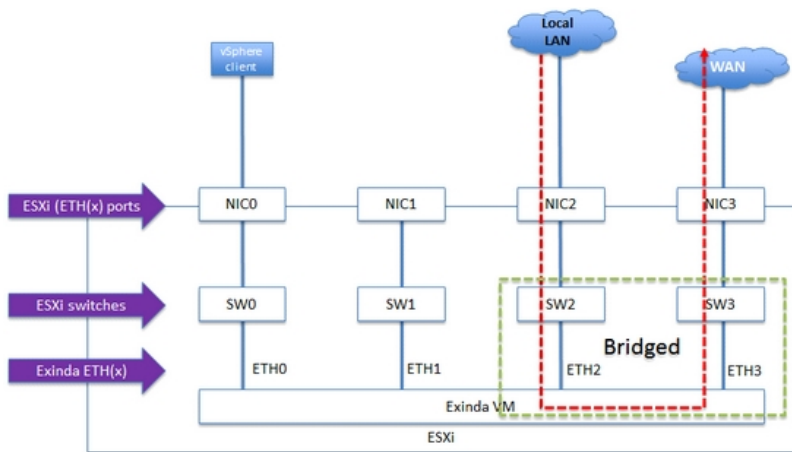 Local
LAN
vSphere
client
WAN
ESXi (ETH(x) ports
NIC0
NIC1
NIC2
NIC3
ESXi switches
SW0
SW1
SW2
SW3
Bridged
Exinda ETH(x)
ETH0
ETH1
ETH2
ETH3
Exinda VM
ESXi